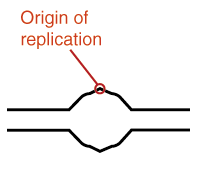 Origin of
replication